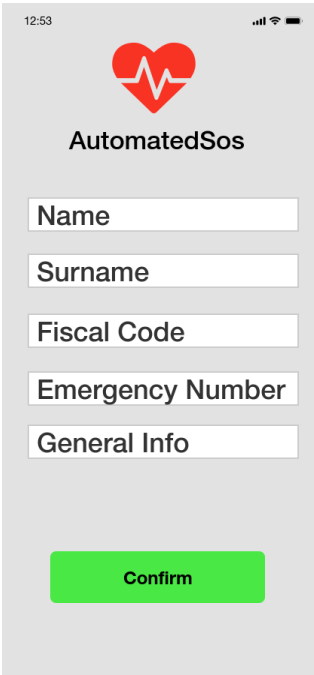 12:53
AutomatedSos
Name
Surname
Fiscal Code
Emergency Number
General Info
Confirm